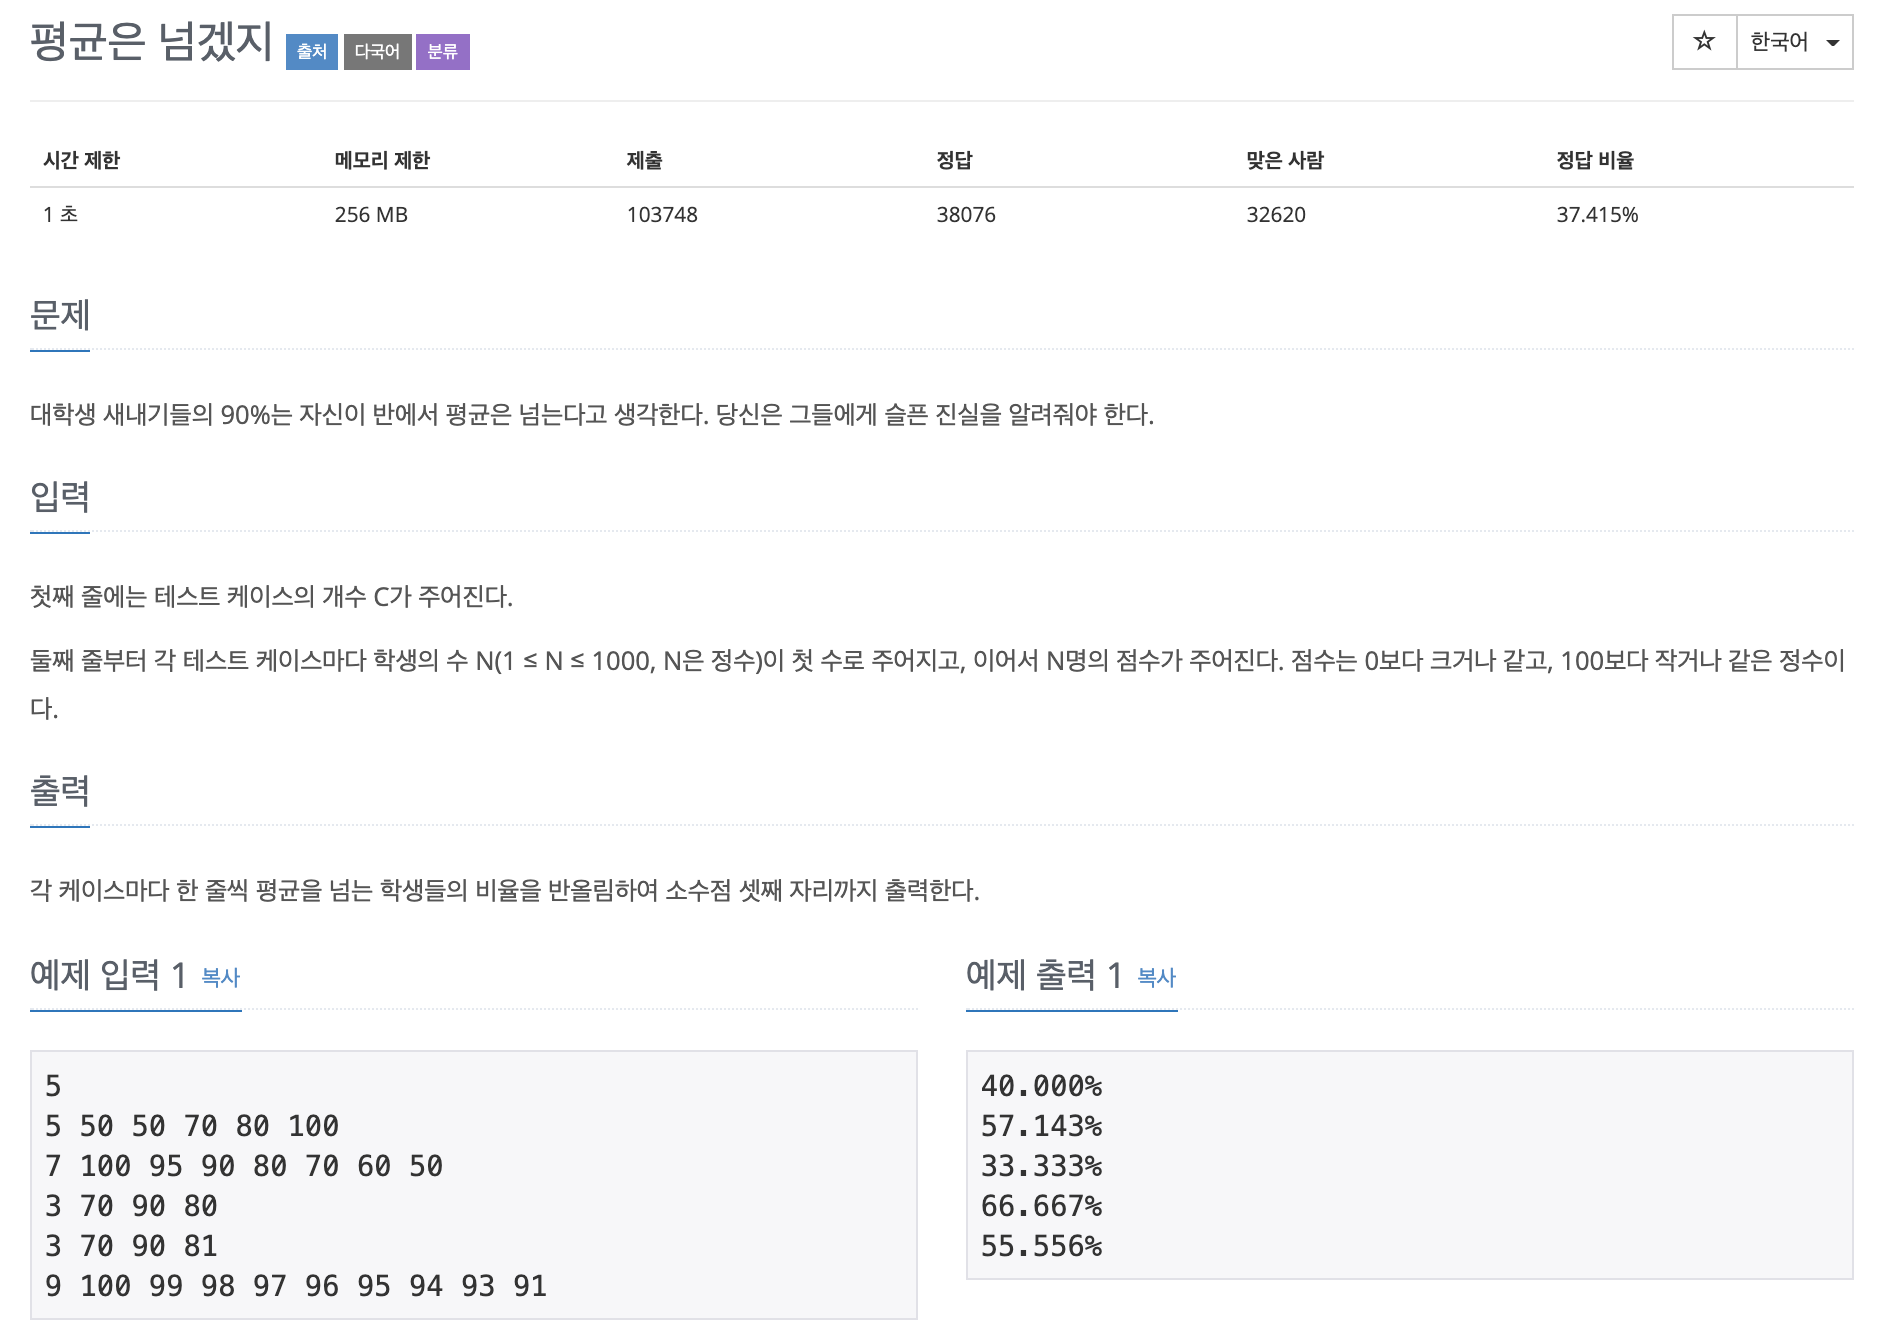 평균은 넘겠지 출처 다국어 분류 ☆ 한국어
시간 제한 메모리 제한 제출 정답 맞은 사람 정답 비율
1 초 256 MB 103748 38076 32620 37.415%
문제
대학생 새내기들의 90%는 자신이 반에서 평균은 넘는다고 생각한다. 당신은 그들에게 슬픈 진실을 알려줘야 한다.
입력
첫째 줄에는 테스트 케이스의 개수 C가 주어진다.
둘째 줄부터 각 테스트 케이스마다 학생의 수 N(1 ≤ N ≤ 1000, N은 정수)이 첫 수로 주어지고, 이어서 N명의 점수가 주어진다. 점수는 0보다 크거나 같고, 100보다 작거나 같은 정수이
다.
출력
각 케이스마다 한 줄씩 평균을 넘는 학생들의 비율을 반올림하여 소수점 셋째 자리까지 출력한다.
예제 입력 1 복사
5
5 50 50 70 80 100
7 100 95 90 80 70 60 50
3 70 90 80
3 70 90 81
9 100 99 98 97 96 95 94 93 91
예제 출력 1 복사
40.000%
57.143%
33.333%
66.667%
55.556%